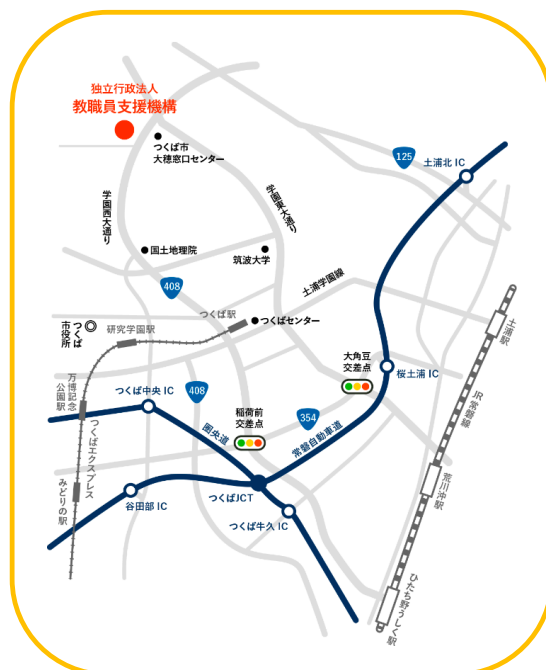 独立行政法人
教職員支援機構
つくば市
大穂窓口センター
125
土浦北 IC
学園西大通り
学園東大通り
国土地理院
筑波大学
408
土浦学園線
つくば駅
つくばセンター
つくば
市役所
研究学園駅
土浦駅
大角豆
交差点
桜土浦 IC
JR
常磐線
万博記念
公園駅
つくば中央 IC
408
稲荷前
交差点
354
圏央道
常磐自動車道
つくばエクスプレス
みどりの駅
谷田部 IC
つくばJCT
つくば牛久 IC
荒川沖駅
ひたち野うしく駅